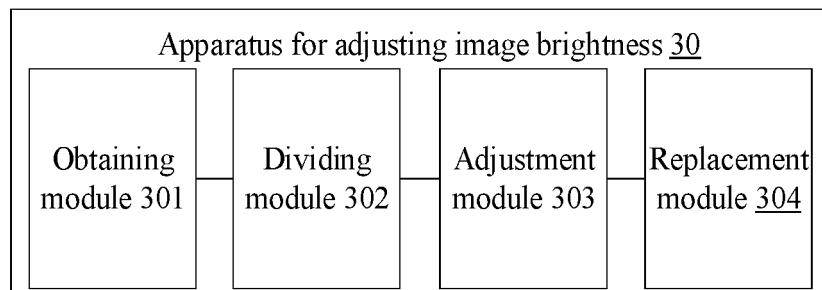 Apparatus for adjusting image brightness 30
Obtaining
module 301
Dividing
module 302
Adjustment
module 303
Replacement
module 304